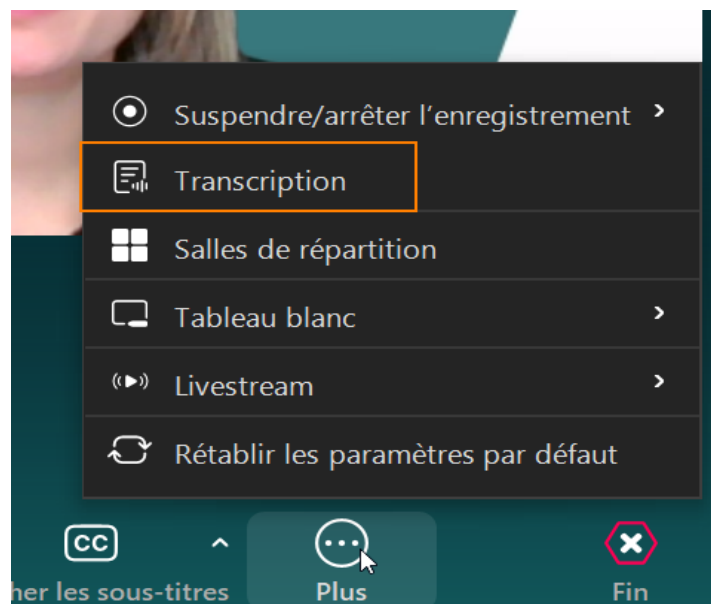 Suspendre/arrêter l’enregistrement
Transcription
Salles de répartition
Tableau blanc
Livestream
Rétablir les paramètres par défaut
CC
les sous-titres
Plus
Fin